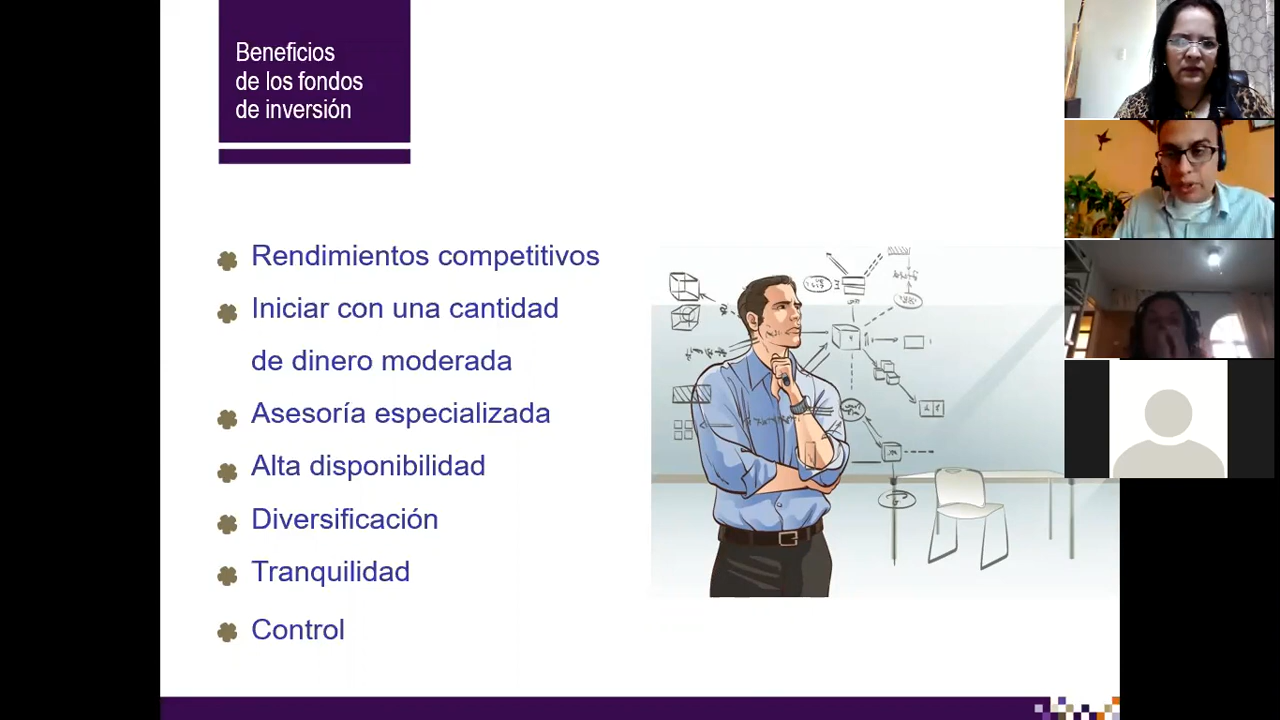 Beneficios
de los fondos
de inversión
Rendimientos competitivos
Iniciar con una cantidad
de dinero moderada
Asesoría especializada
Alta disponibilidad
Diversificación
Tranquilidad
Control